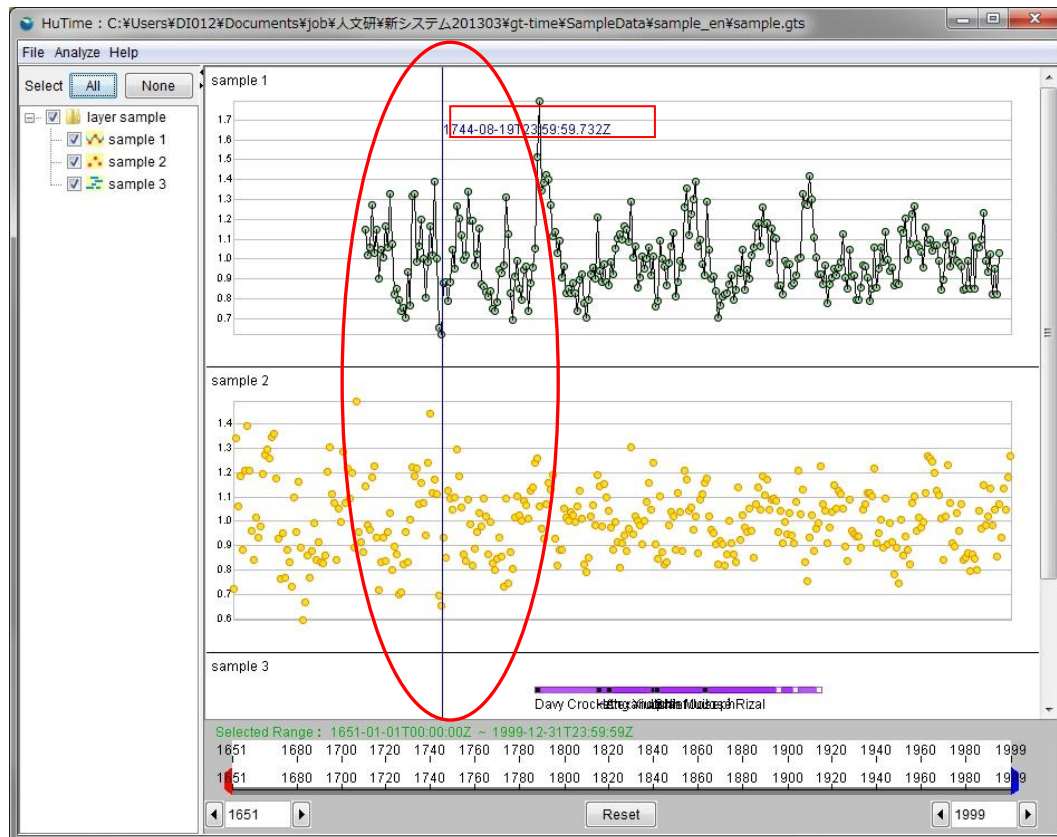 HuTime : C:¥Users¥DI012¥Documents¥job¥人文研¥新システム201303¥gt-time¥SampleData¥sample_en¥sample.gts
File Analyze Help
Select All None
layer sample
sample 1
sample 2
sample 3
sample 1
1744-08-19T23:59:59.732Z
1.7
1.6
1.5
1.4
1.3
1.2
1.1
1.0
0.9
0.8
0.7
sample 2
1.4
1.3
1.2
1.1
1.0
0.9
0.8
0.7
0.6
sample 3
Davy Rizal
Selected Range : 1651-01-01T00:00:00Z ~ 1999-12-31T23:59:59Z
1651 1680 1700 1720 1740 1760 1780 1800 1820 1840 1860 1880 1900 1920 1940 1960 1980 1999
1651 1680 1700 1720 1740 1760 1780 1800 1820 1840 1860 1880 1900 1920 1940 1960 1980 1999
1651 Reset 1999